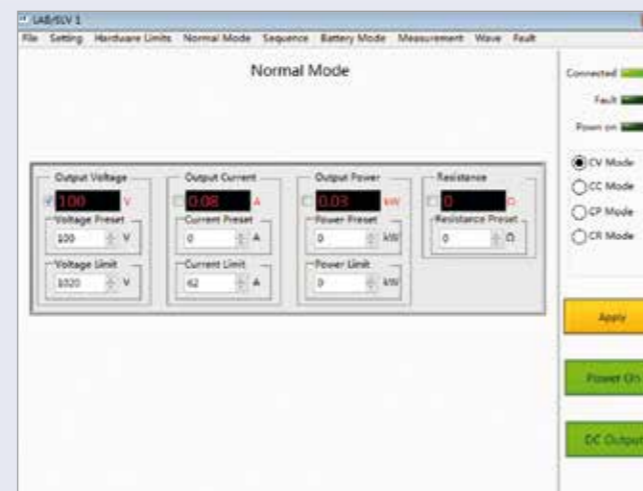 LAB/SLV 1
File Setting Hardware Limits Normal Mode Sequence Battery Mode Measurement Wave Fault
Normal Mode
Connected
Fault
Power on
CV Mode
CC Mode
CP Mode
CR Mode
Output Voltage Output Current Output Power Resistance
100 V 0.08 A 0.03 kW 0 Ω
Voltage Preset Current Preset Power Preset Resistance Preset
100 V 0 A 0 kW 0 Ω
Voltage Limit Current Limit Power Limit
1020 V 62 A 0 kW
Apply
Power On
DC Output